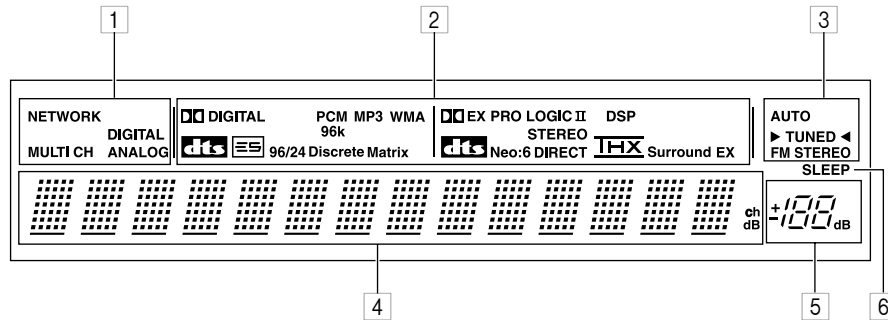 1 2 3
NETWORK
DIGITAL
MULTI CH ANALOG
DIGITAL PCM MP3 WMA
96k
dts ES 96/24 Discrete Matrix
EX PRO LOGIC II DSP
STEREO
dts Neo:6 DIRECT THX Surround EX
AUTO
► TUNED ◄
FM STEREO
SLEEP
ch
dB
+-188 dB
4 5 6